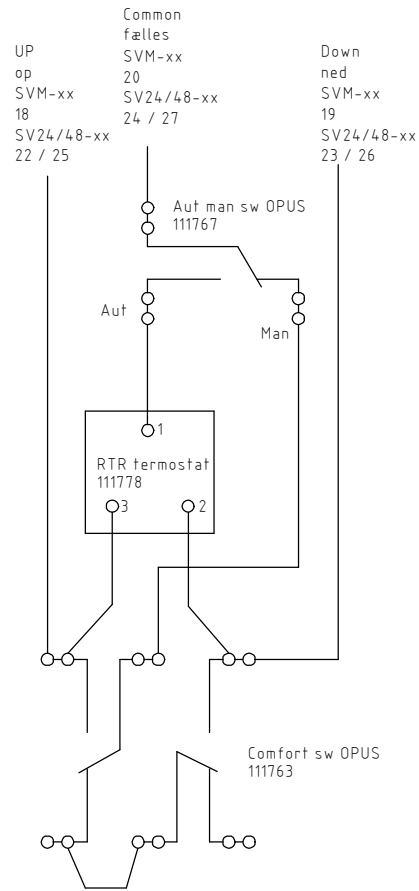 Common
fælles
SVM-xx
20
SV24/48-xx
24 / 27
UP
op
SVM-xx
18
SV24/48-xx
22 / 25
Down
ned
SVM-xx
19
SV24/48-xx
23 / 26
Aut man sw OPUS
111767
Aut
Man
1
RTR termostat
111778
3
2
Comfort sw OPUS
111763